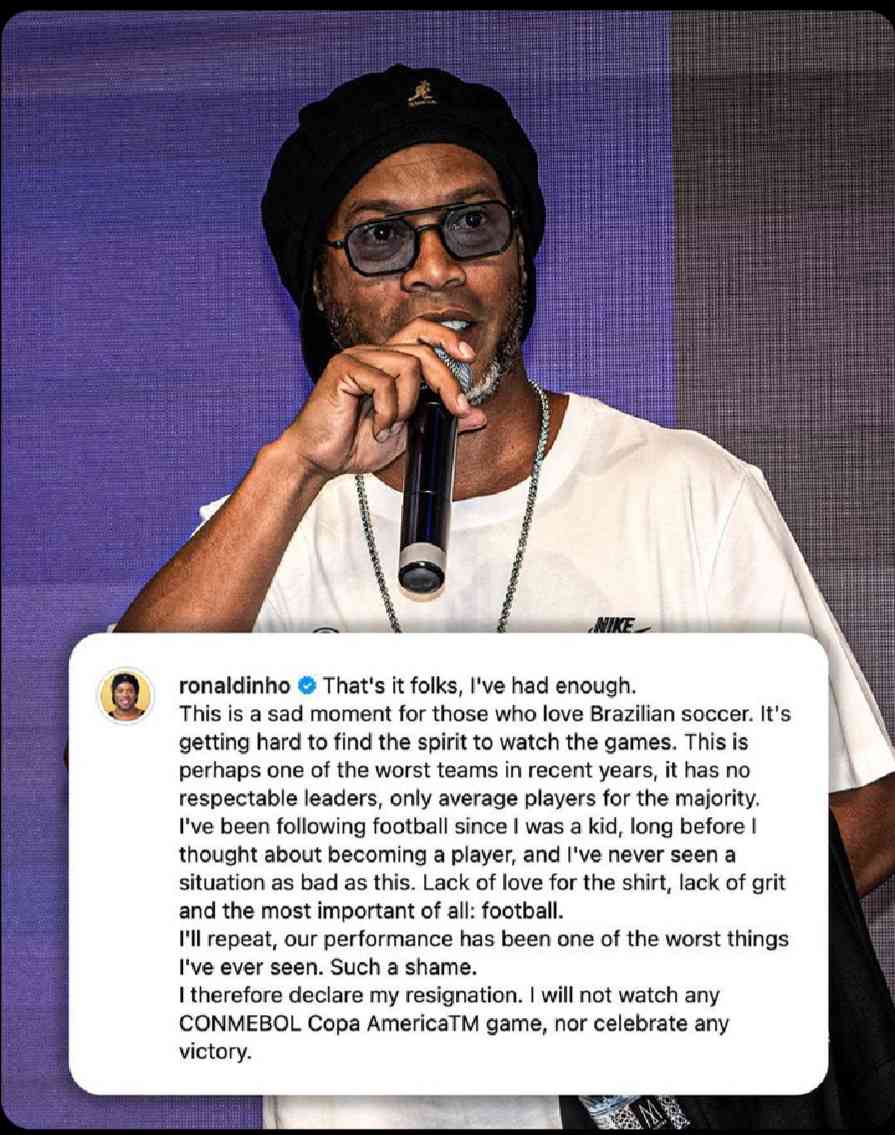 NIKE
ronaldinho That's it folks, I've had enough.
This is a sad moment for those who love Brazilian soccer. It's
getting hard to find the spirit to watch the games. This is
perhaps one of the worst teams in recent years, it has no
respectable leaders, only average players for the majority.
I've been following football since I was a kid, long before I
thought about becoming a player, and I've never seen a
situation as bad as this. Lack of love for the shirt, lack of grit
and the most important of all: football.
I'll repeat, our performance has been one of the worst things
I've ever seen. Such a shame.
I therefore declare my resignation. I will not watch any
CONMEBOL Copa AmericaTM game, nor celebrate any
victory.